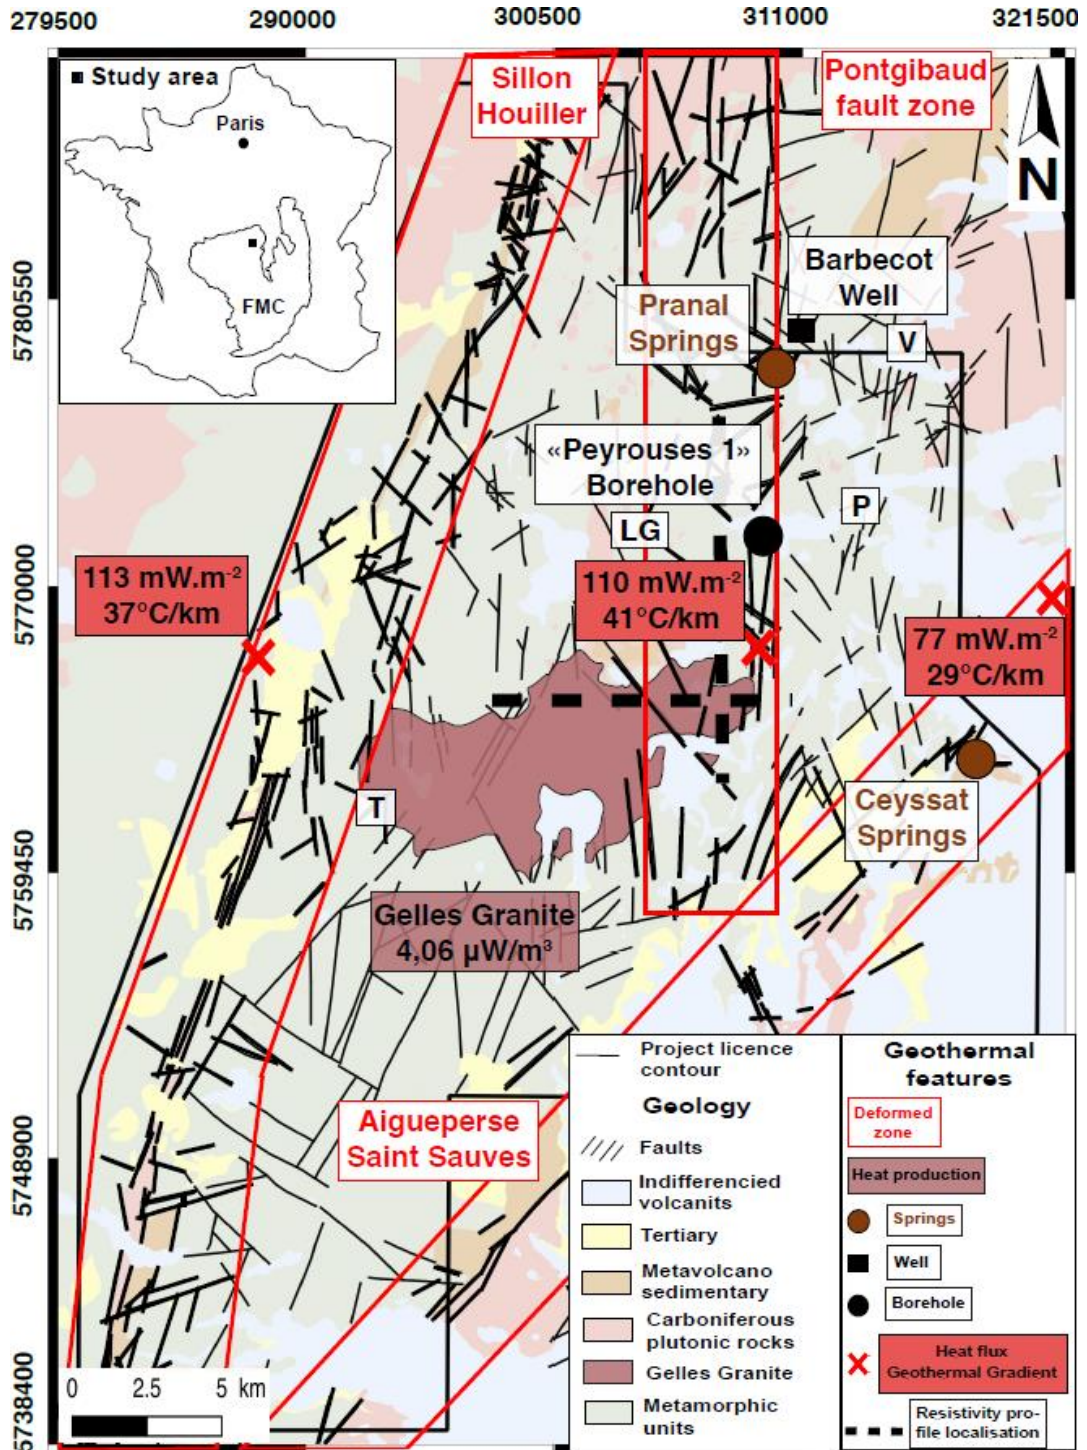 279500 290000 300500 311000 321500
Study area
Paris
FMC
Sillon
Houiller
Pontgibaud
fault zone
N
5780550
Barbecot
Well
Pranal
Springs
V
«Peyrouses 1»
Borehole
P
LG
5770000
113 mW.m-2
37°C/km
110 mW.m-2
41°C/km
77 mW.m-2
29°C/km
T
Ceyssat
Springs
5759450
Gelles Granite
4,06 µW/m³
Aigueperse
Saint Sauves
5748900
5738400
0 2.5 5 km
Project licence
contour
Geology
Faults
Indifferencied
volcanits
Tertiary
Metavolcano
sedimentary
Carboniferous
plutonic rocks
Gelles Granite
Metamorphic
units
Geothermal
features
Deformed
zone
Heat production
Springs
Well
Borehole
Heat flux
Geothermal Gradient
Resistivity pro-
file localisation